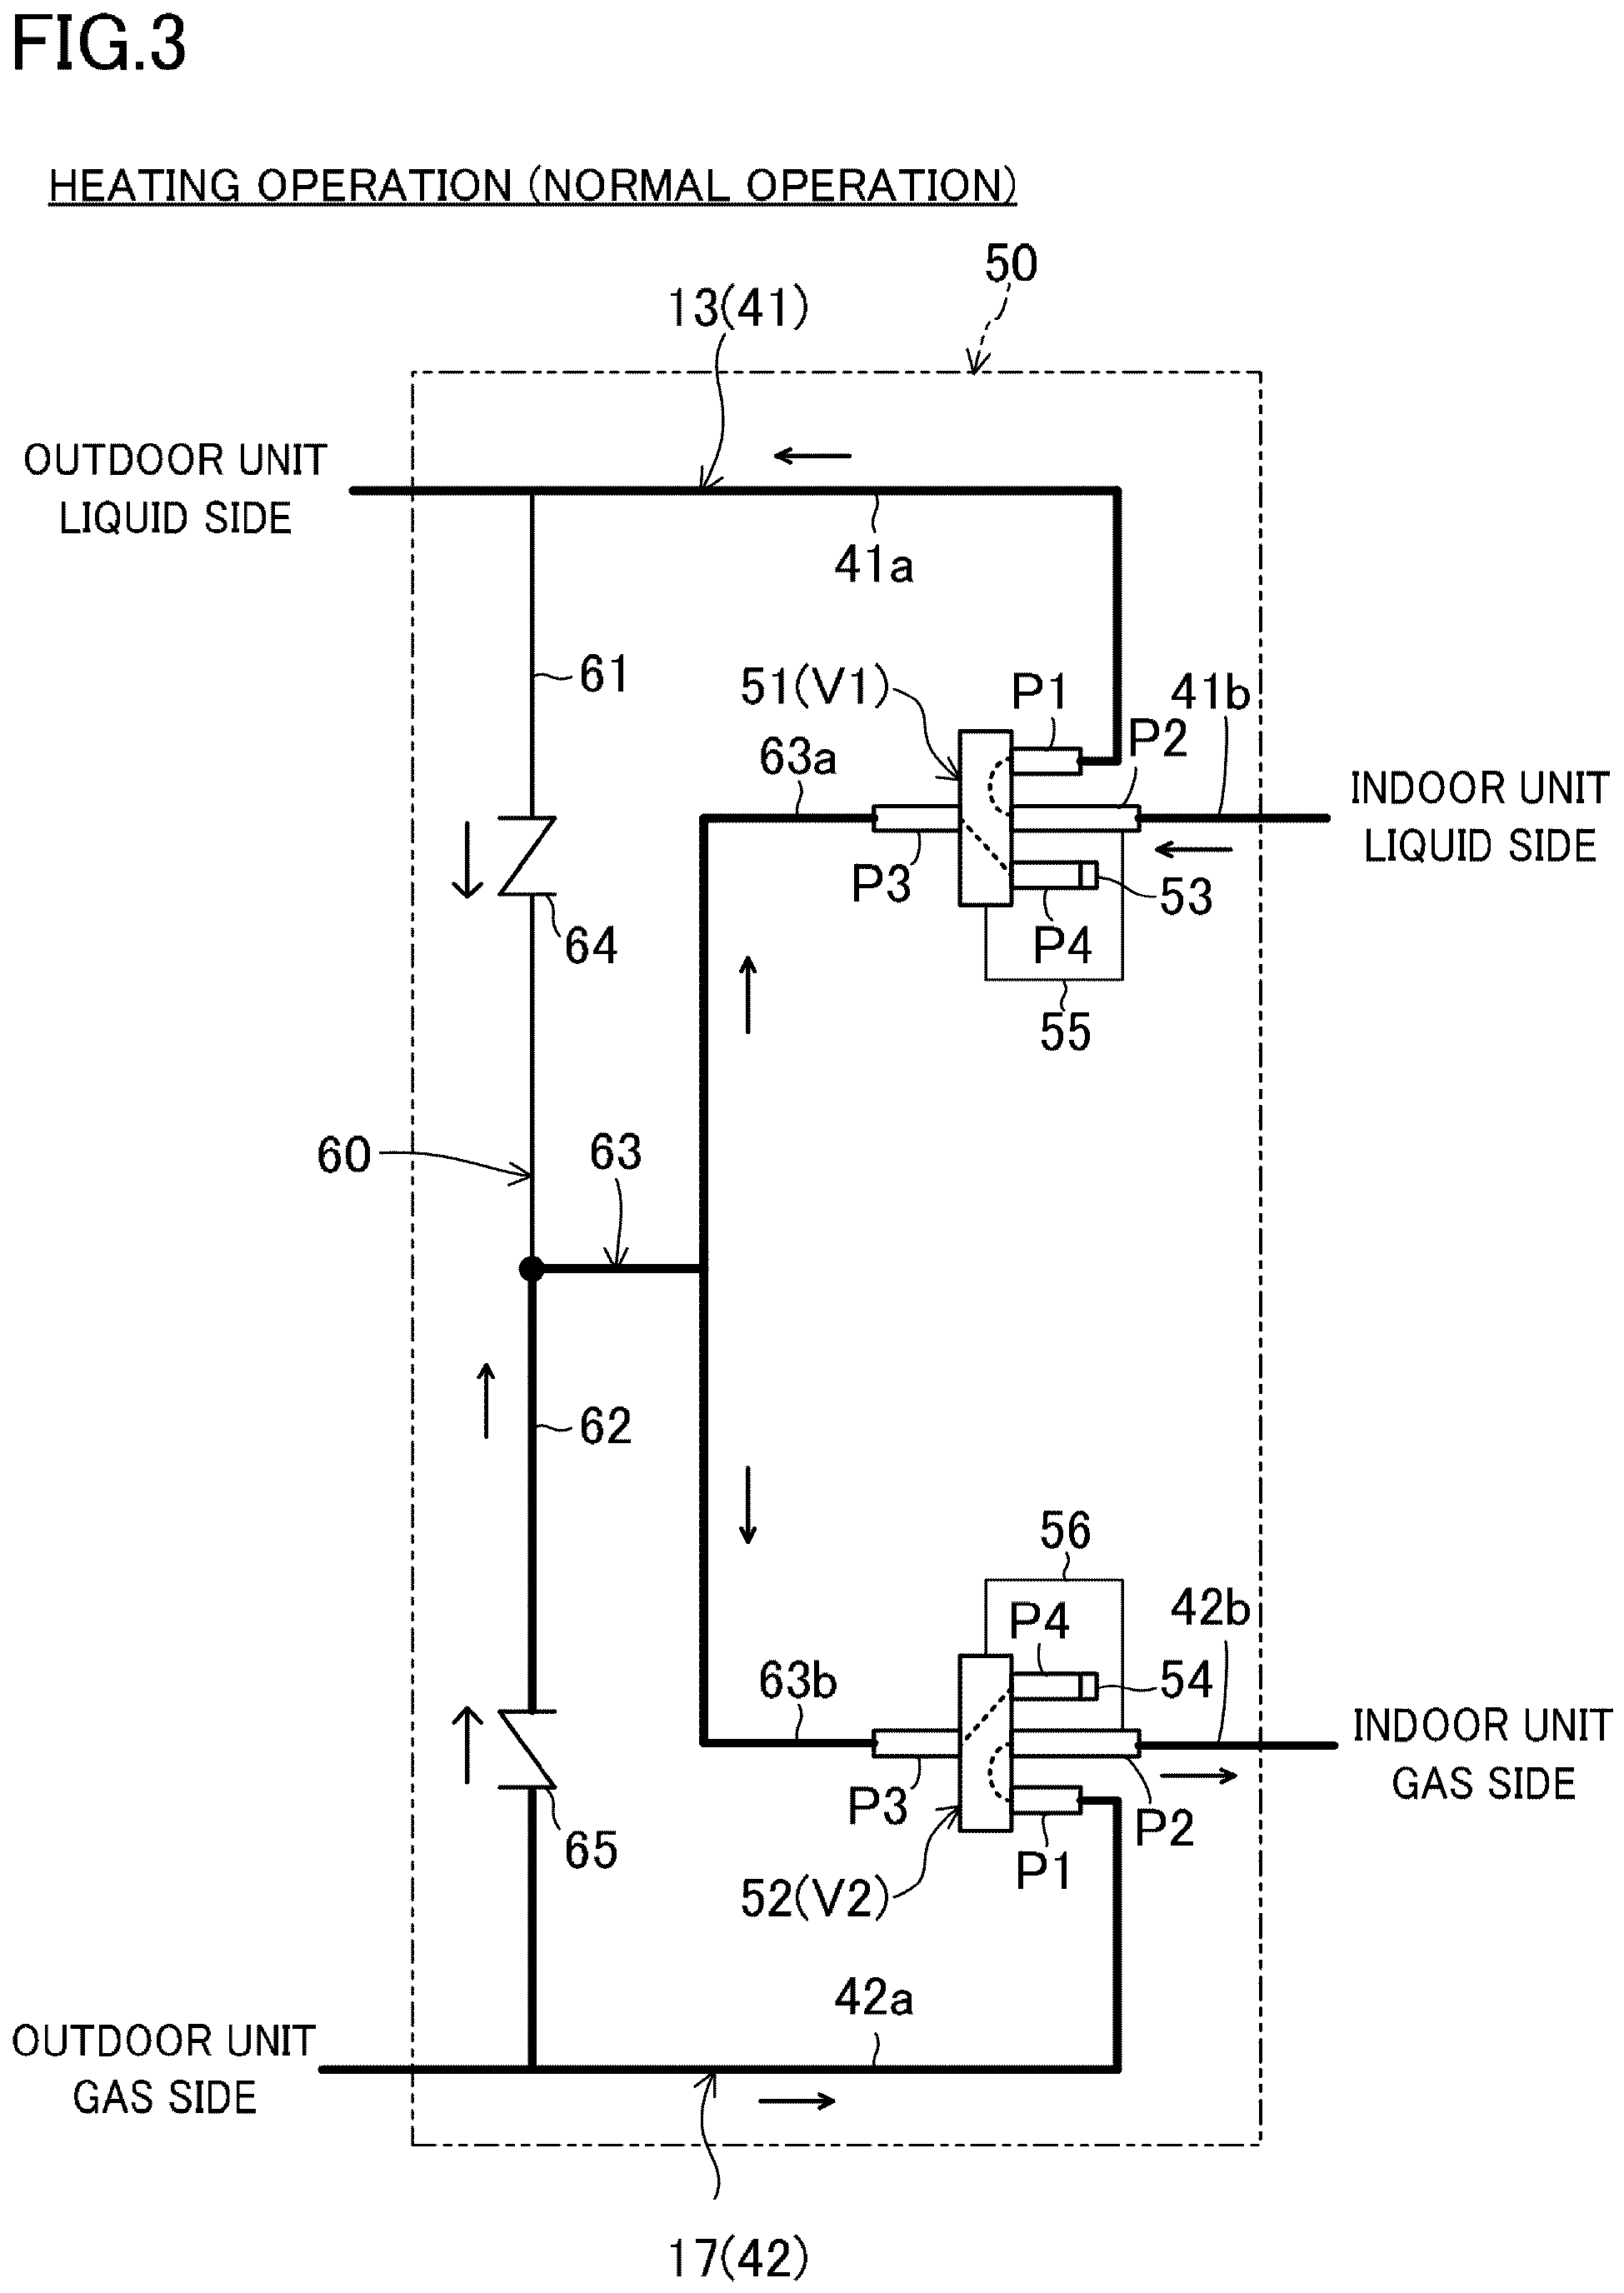 FIG.3
HEATING OPERATION (NORMAL OPERATION)
50
13(41)
OUTDOOR UNIT
LIQUID SIDE
41a
61
51(V1)
P1
41b
P2
63a
INDOOR UNIT
LIQUID SIDE
P3
53
64
P4
55
60
63
62
56
42b
P4
63b
54
INDOOR UNIT
GAS SIDE
P3
P2
65
P1
52(V2)
42a
OUTDOOR UNIT
GAS SIDE
17(42)